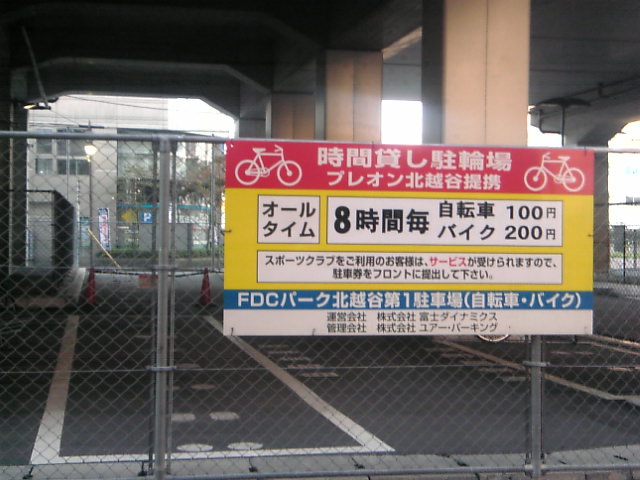 時間貸し駐輪場
プレオン北越谷提携
オールタイム
8時間毎
自転車 100円
バイク 200円
スポーツクラブをご利用のお客様は、サービスが受けられますので、
駐車券をフロントに提出して下さい。
FDCパーク北越谷第1駐車場(自転車・バイク)
運営会社 株式会社 富士ダイナミクス
管理会社 株式会社 ユアー・パーキング
P